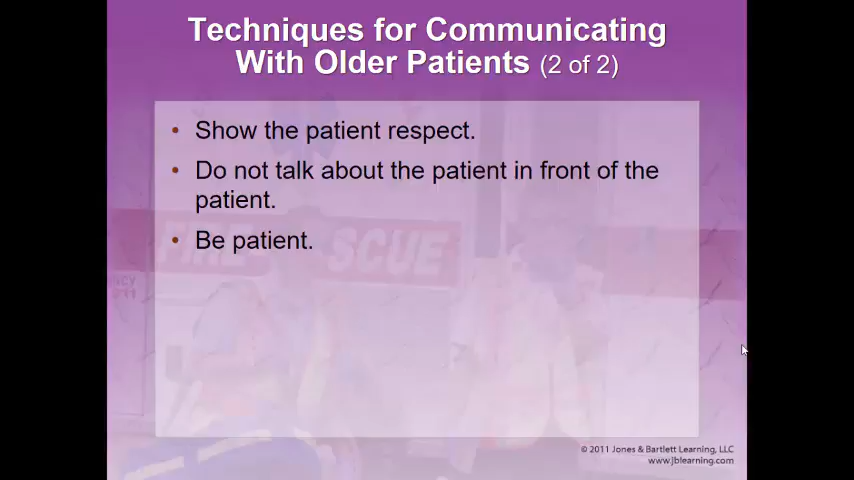 Techniques for Communicating
With Older Patients (2 of 2)
• Show the patient respect.
• Do not talk about the patient in front of the
patient.
• Be patient.
SCUE
© 2011 Jones & Bartlett Learning, LLC
www.jblearning.com